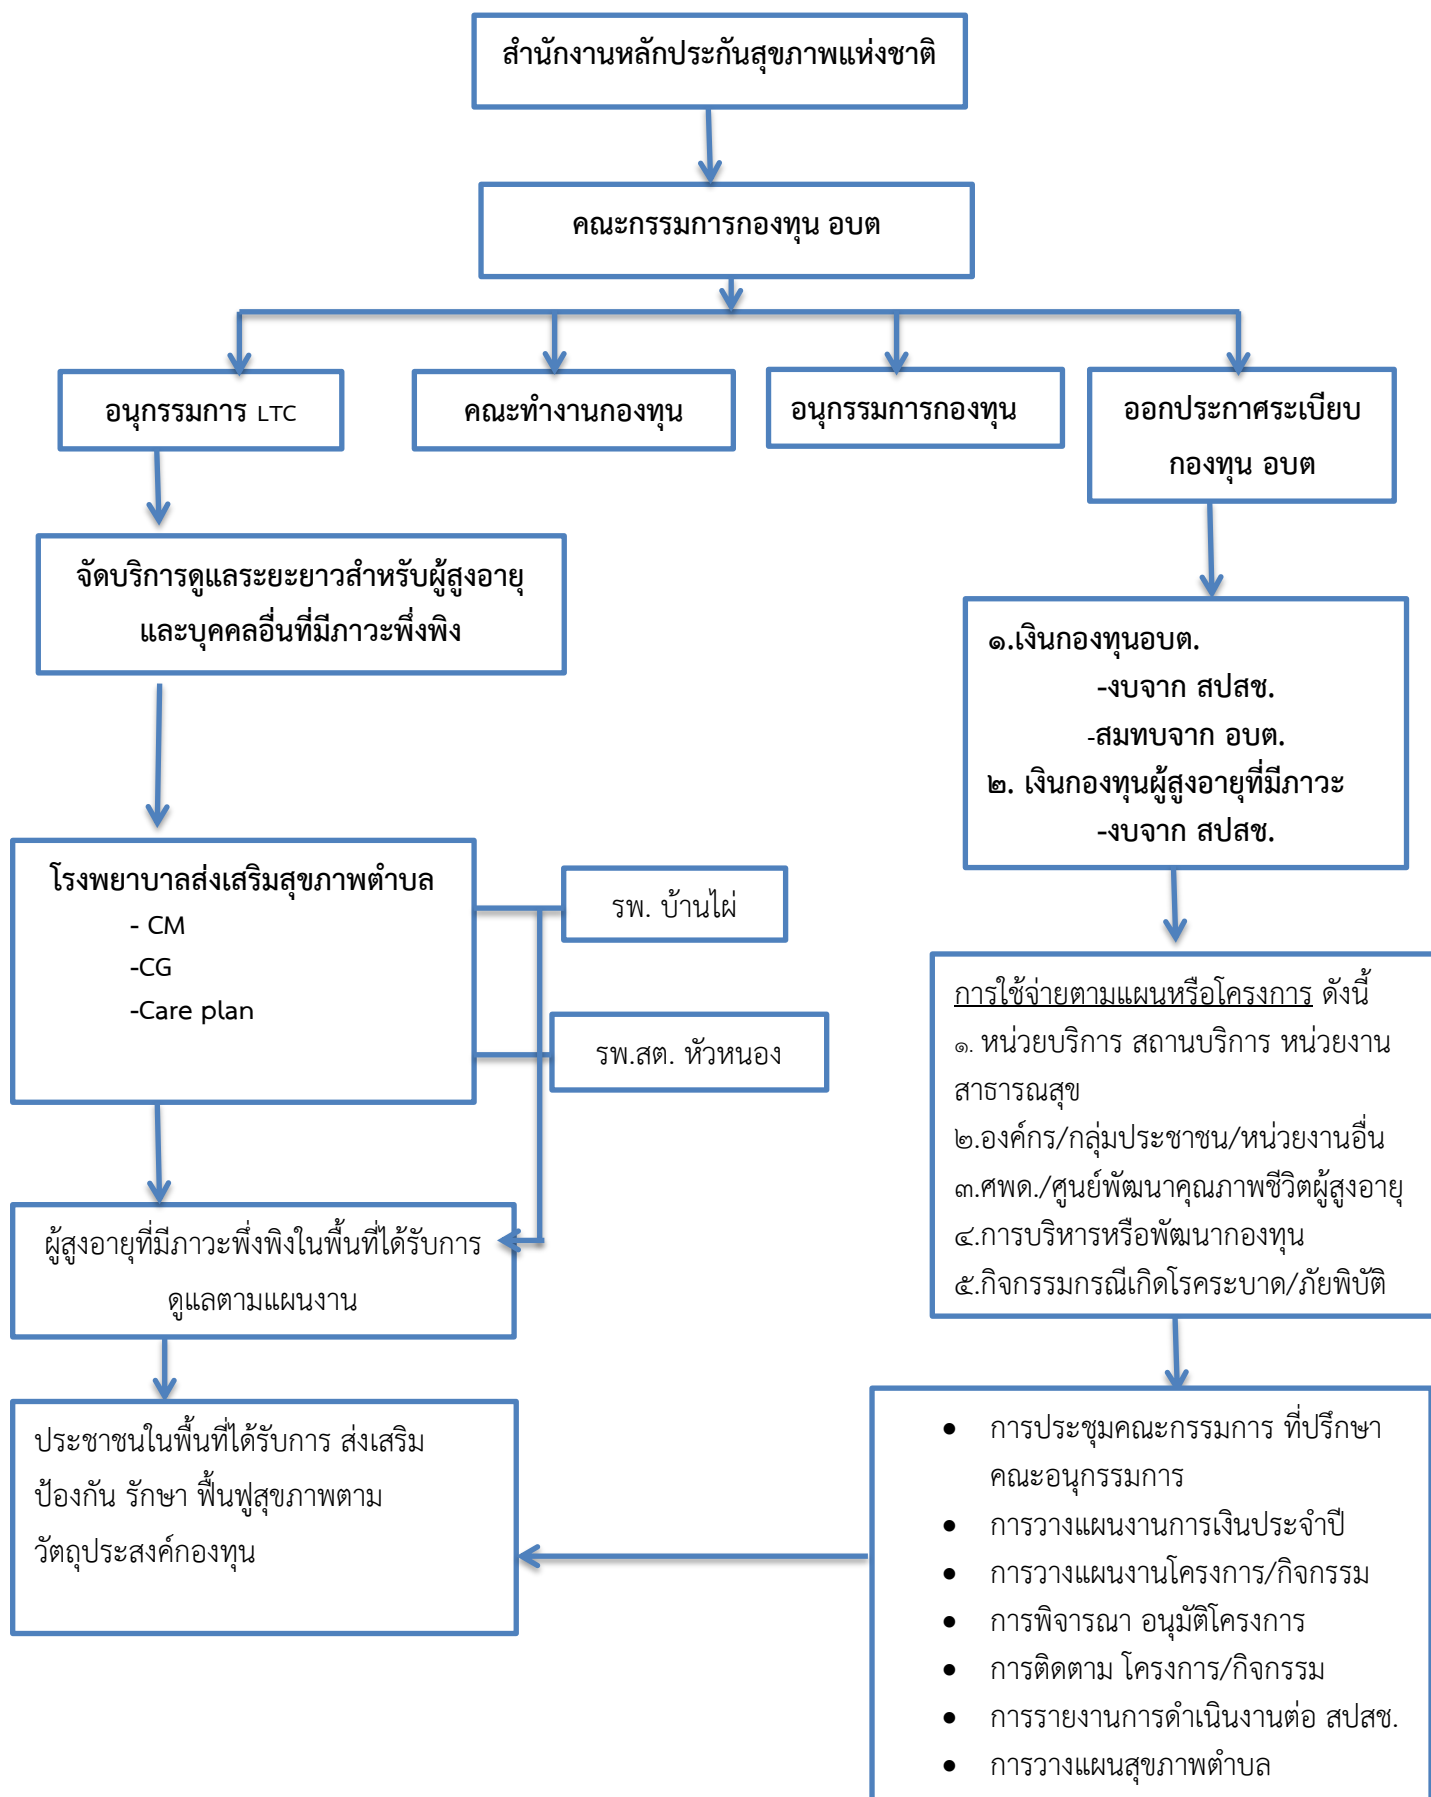 สำนักงานหลักประกันสุขภาพแห่งชาติ
คณะกรรมการกองทุน อบต
อนุกรรมการ LTC
คณะทำงานกองทุน
อนุกรรมการกองทุน
ออกประกาศระเบียบ
กองทุน อบต
จัดบริการดูแลระยะยาวสำหรับผู้สูงอายุ
และบุคคลอื่นที่มีภาวะพึ่งพิง
๑.เงินกองทุนอบต.
-งบจาก สปสช.
-สมทบจาก อบต.
๒. เงินกองทุนผู้สูงอายุที่มีภาวะ
-งบจาก สปสช.
โรงพยาบาลส่งเสริมสุขภาพตำบล
- CM
-CG
-Care plan
รพ. บ้านไผ่
รพ.สต. หัวหนอง
การใช้จ่ายตามแผนหรือโครงการ ดังนี้
๑. หน่วยบริการ สถานบริการ หน่วยงาน
สาธารณสุข
๒.องค์กร/กลุ่มประชาชน/หน่วยงานอื่น
๓.ศพด./ศูนย์พัฒนาคุณภาพชีวิตผู้สูงอายุ
๔.การบริหารหรือพัฒนากองทุน
๕.กิจกรรมกรณีเกิดโรคระบาด/ภัยพิบัติ
ผู้สูงอายุที่มีภาวะพึ่งพิงในพื้นที่ได้รับการ
ดูแลตามแผนงาน
ประชาชนในพื้นที่ได้รับการ ส่งเสริม
ป้องกัน รักษา ฟื้นฟูสุขภาพตาม
วัตถุประสงค์กองทุน
• การประชุมคณะกรรมการ ที่ปรึกษา
คณะอนุกรรมการ
• การวางแผนงานการเงินประจำปี
• การวางแผนงานโครงการ/กิจกรรม
• การพิจารณา อนุมัติโครงการ
• การติดตาม โครงการ/กิจกรรม
• การรายงานการดำเนินงานต่อ สปสช.
• การวางแผนสุขภาพตำบล